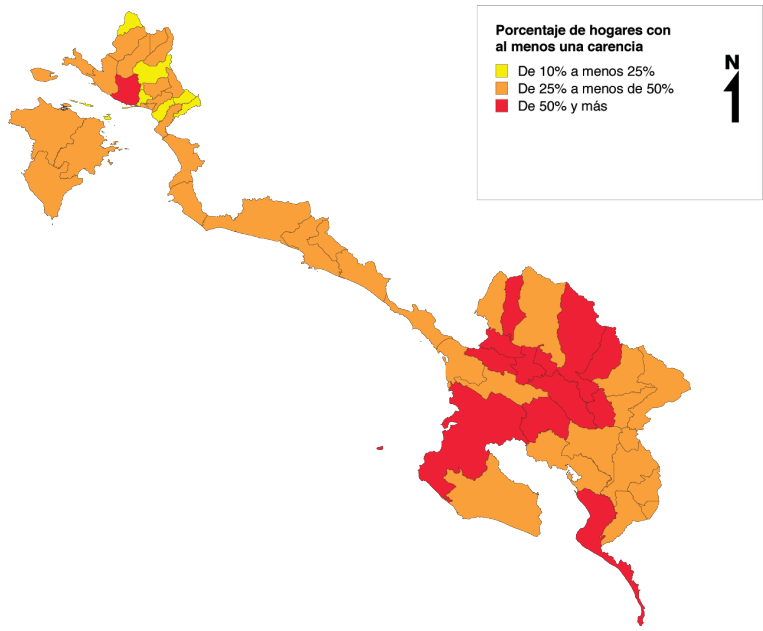 Porcentaje de hogares con
al menos una carencia
N
De 10% a menos 25%
De 25% a menos de 50%
De 50% y más